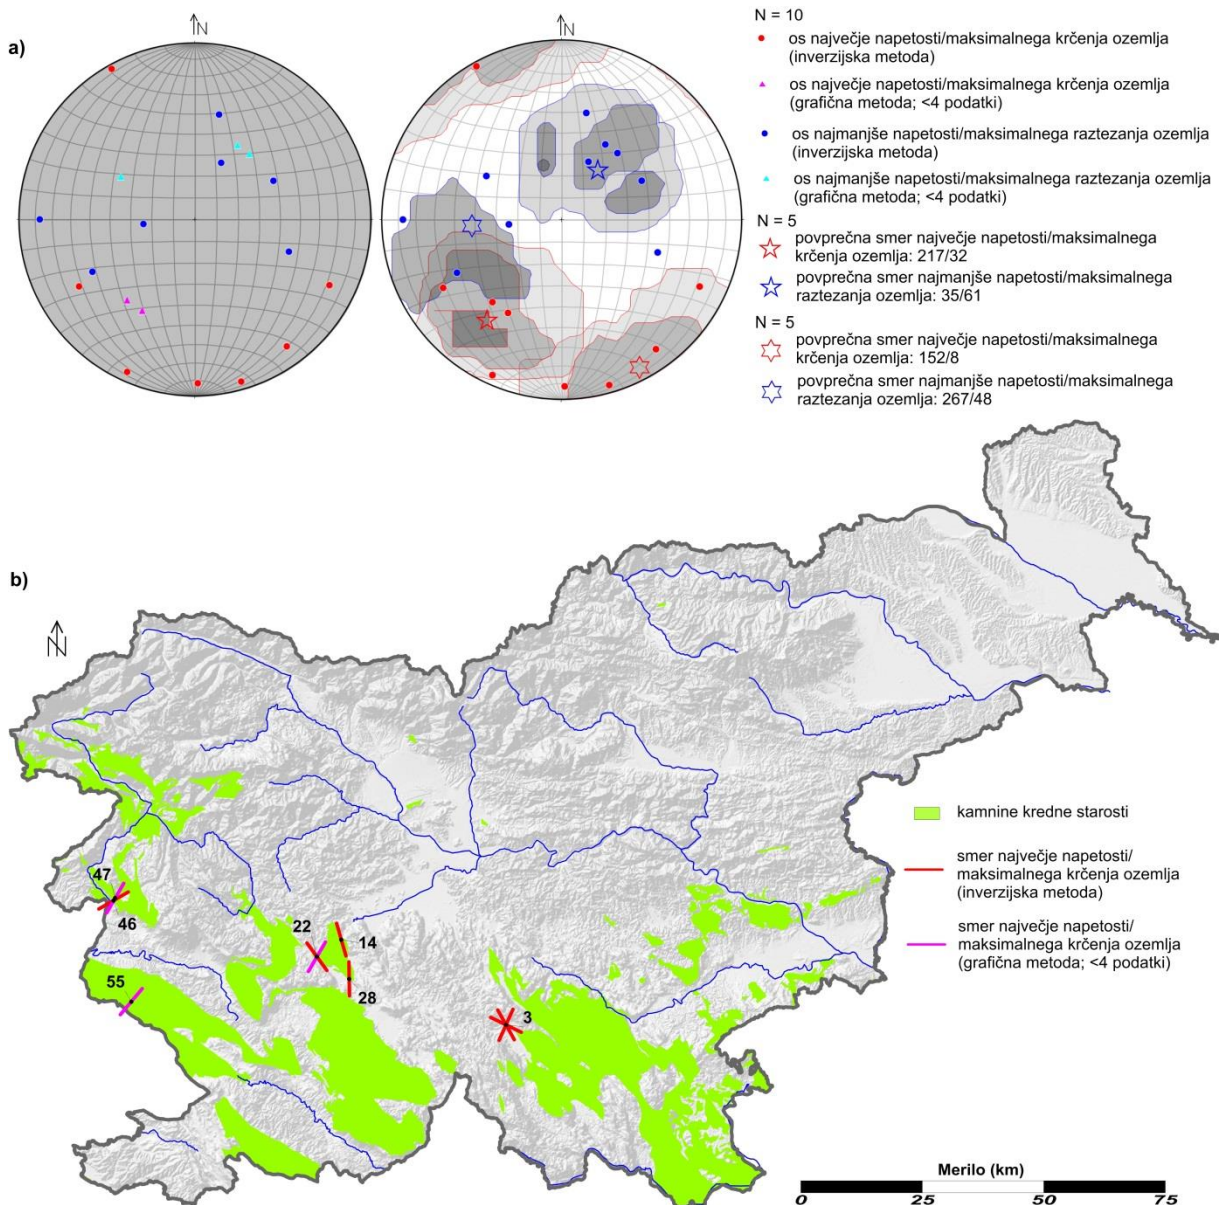 a)
N
N
N = 10
os največje napetosti/maksimalnega krčenja ozemlja
(inverzijska metoda)
os največje napetosti/maksimalnega krčenja ozemlja
(grafična metoda; <4 podatki)
os najmanjše napetosti/maksimalnega raztezanja ozemlja
(inverzijska metoda)
os najmanjše napetosti/maksimalnega raztezanja ozemlja
(grafična metoda; <4 podatki)
N = 5
povprečna smer največje napetosti/maksimalnega
krčenja ozemlja: 217/32
povprečna smer najmanjše napetosti/maksimalnega
raztezanja ozemlja: 35/61
N = 5
povprečna smer največje napetosti/maksimalnega
krčenja ozemlja: 152/8
povprečna smer najmanjše napetosti/maksimalnega
raztezanja ozemlja: 267/48
b)
N
47
46
22
14
55
28
3
kamnine kredne starosti
smer največje napetosti/
maksimalnega krčenja ozemlja
(inverzijska metoda)
smer največje napetosti/
maksimalnega krčenja ozemlja
(grafična metoda; <4 podatki)
Merilo (km)
0 25 50 75